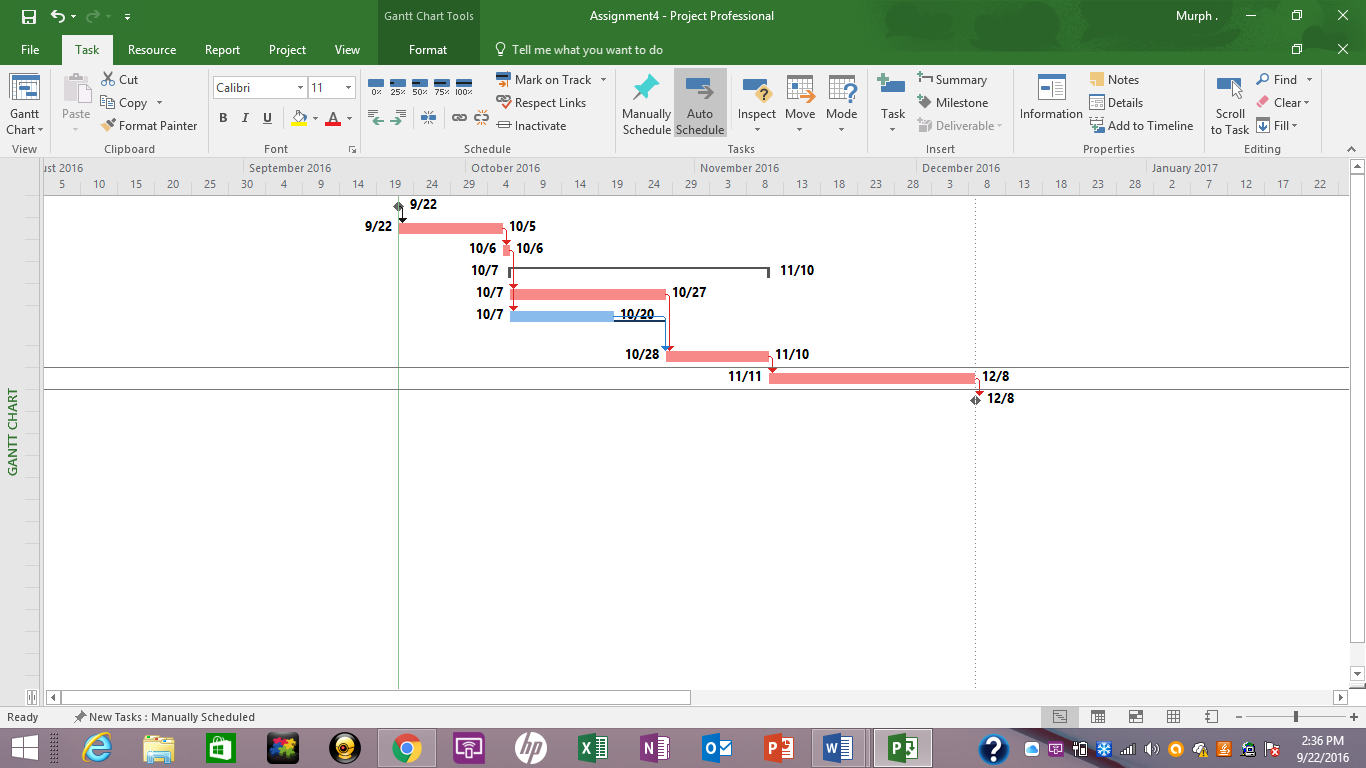 Gantt Chart Tools
Assignment4 - Project Professional
Murph .
File Task Resource Report Project View Format Tell me what you want to do
Gantt Chart
View
Paste
Cut
Copy
Format Painter
Clipboard
Calibri 11
B I U A
Font
0% 25% 50% 75% 100%
Mark on Track
Respect Links
Inactivate
Schedule
Manually Schedule
Auto Schedule
Inspect
Move
Mode
Tasks
Task
Summary
Milestone
Deliverable
Insert
Information
Notes
Details
Add to Timeline
Properties
Scroll to Task
Find
Clear
Fill
Editing
ust 2016 September 2016 October 2016 November 2016 December 2016 January 2017
5 10 15 20 25 30 4 9 14 19 24 29 4 9 14 19 24 29 3 8 13 18 23 28 3 8 13 18 23 28 2 7 12 17 22
9/22
9/22 10/5
10/6 10/6
10/7 11/10
10/7 10/27
10/7 10/20
10/28 11/10
11/11 12/8
12/8
GANTT CHART
Ready New Tasks : Manually Scheduled
2:36 PM
9/22/2016